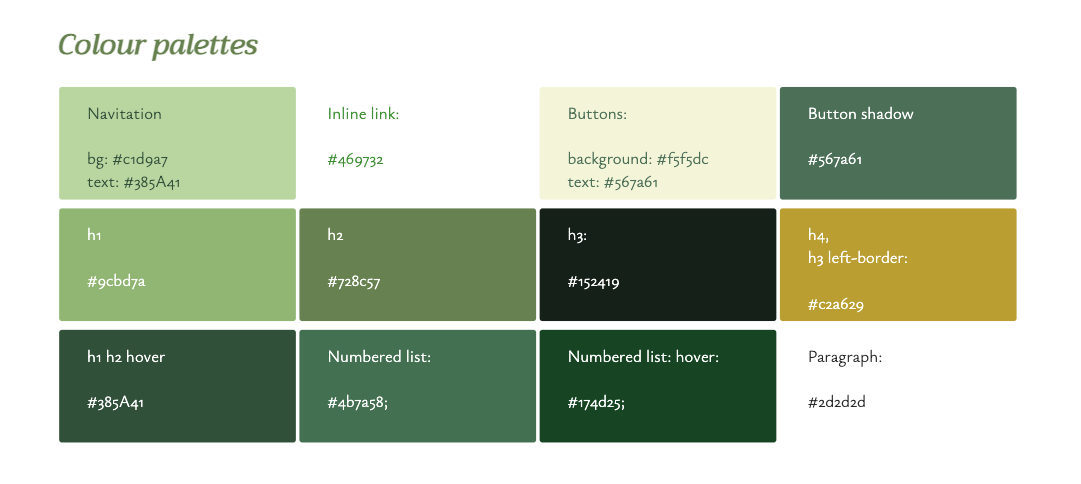 Colour palettes
Navitation
bg: #c1d9a7
text: #385A41
Inline link:
#469732
Buttons:
background: #f5f5dc
text: #567a61
Button shadow
#567a61
h1
#9cbd7a
h2
#728c57
h3:
#152419
h4,
h3 left-border:
#c2a629
h1 h2 hover
#385A41
Numbered list:
#4b7a58;
Numbered list: hover:
#174d25;
Paragraph:
#2d2d2d